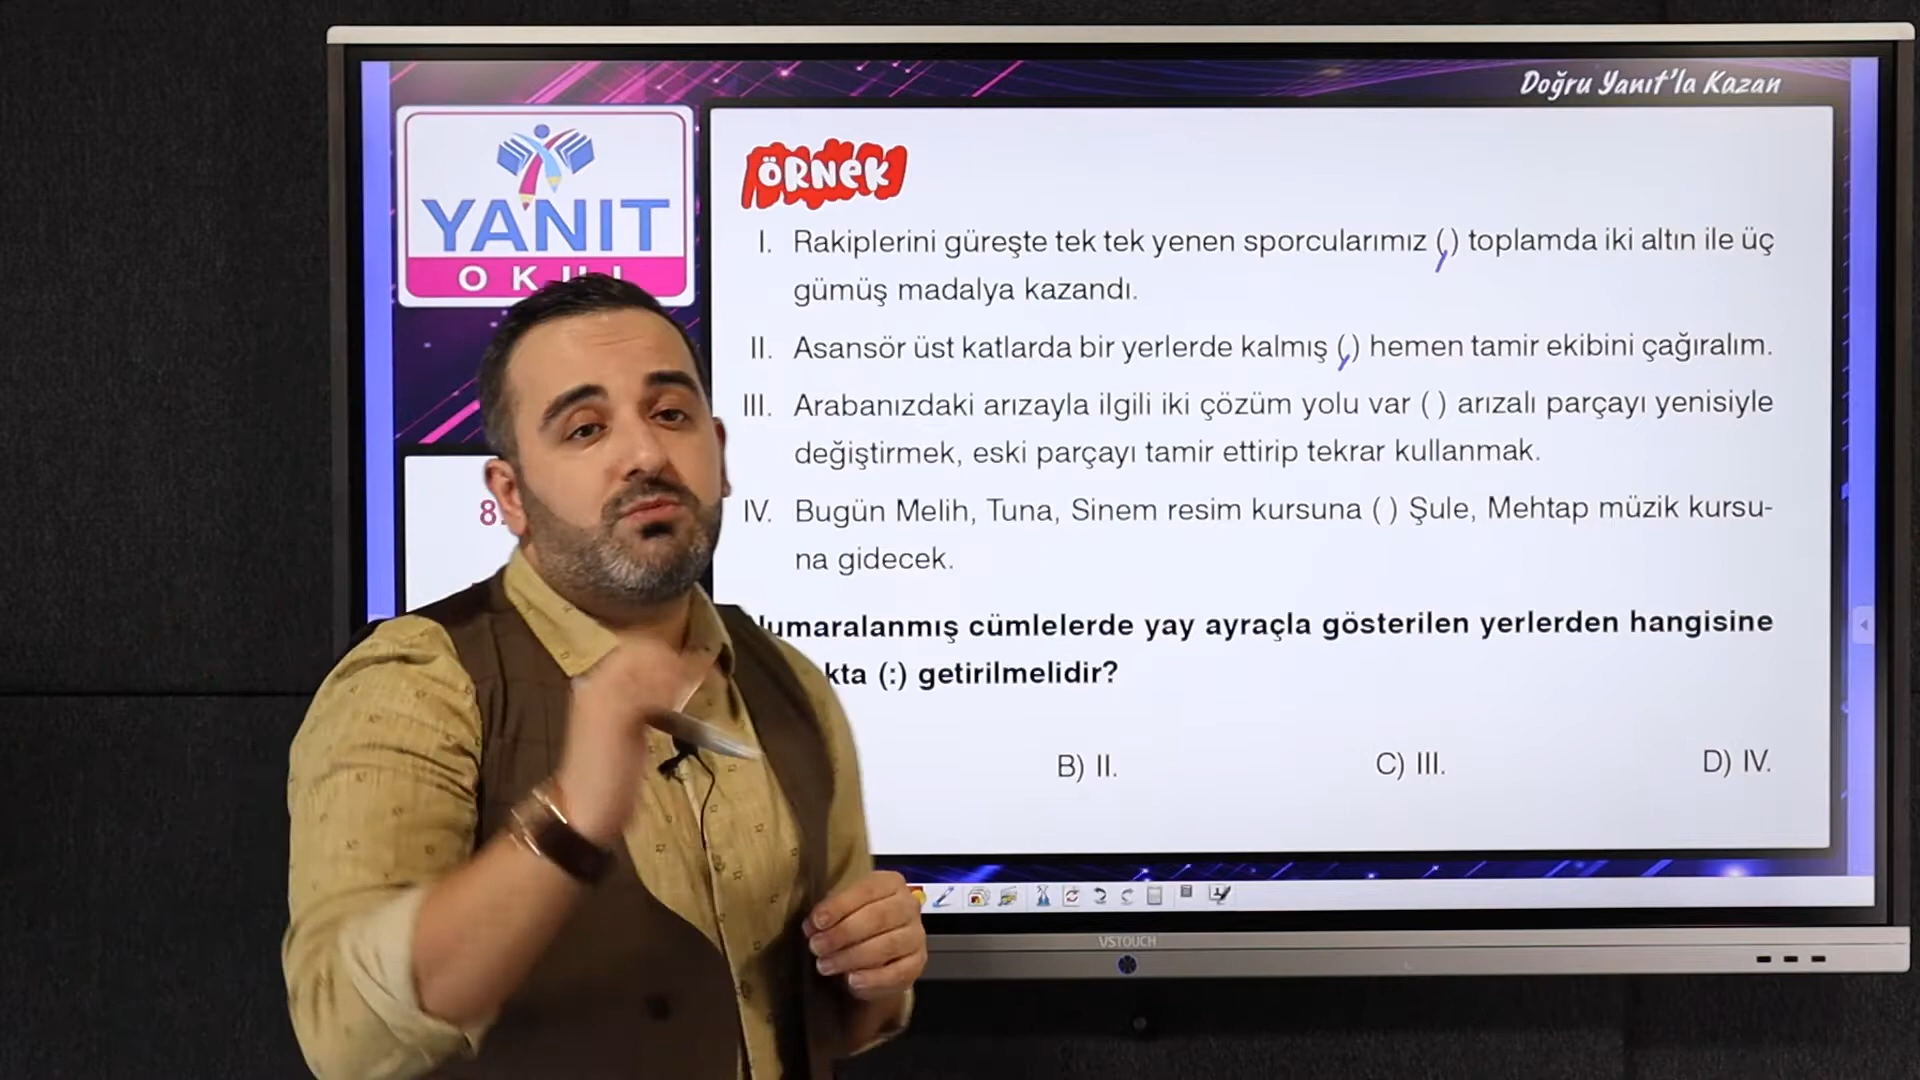 Doğru Yanıt'la Kazan
YANIT
ÖRNEK
I. Rakiplerini güreşte tek tek yenen sporcularımız (,) toplamda iki altın ile üç
gümüş madalya kazandı.
II. Asansör üst katlarda bir yerlerde kalmış (,) hemen tamir ekibini çağıralım.
III. Arabanızdaki arızayla ilgili iki çözüm yolu var ( ) arızalı parçayı yenisiyle
değiştirmek, eski parçayı tamir ettirip tekrar kullanmak.
IV. Bugün Melih, Tuna, Sinem resim kursuna ( ) Şule, Mehtap müzik kursu-
na gidecek.
umaralanmış cümlelerde yay ayraçla gösterilen yerlerden hangisine
kta (:) getirilmelidir?
B) II.
C) III.
D) IV.
VSTOUCH